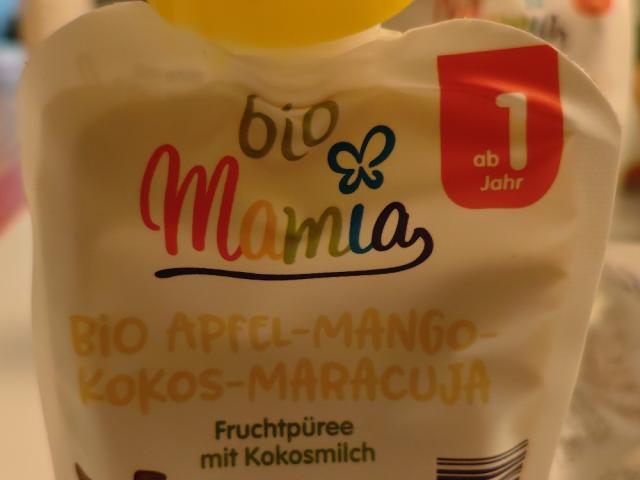 bio
Mamia
ab 1
Jahr
BiO APFEL-MANGO-
KOKOS-MARACUJA
Fruchtpüree
mit Kokosmilch